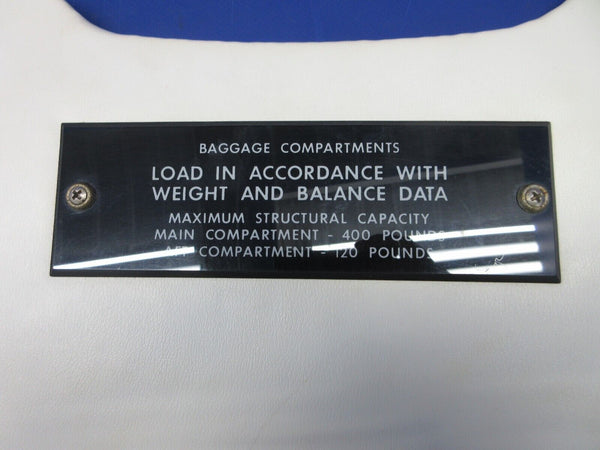 BAGGAGE COMPARTMENTS
LOAD IN ACCORDANCE WITH
WEIGHT AND BALANCE DATA
MAXIMUM STRUCTURAL CAPACITY
MAIN COMPARTMENT - 400 POUNDS
AFT COMPARTMENT - 120 POUNDS